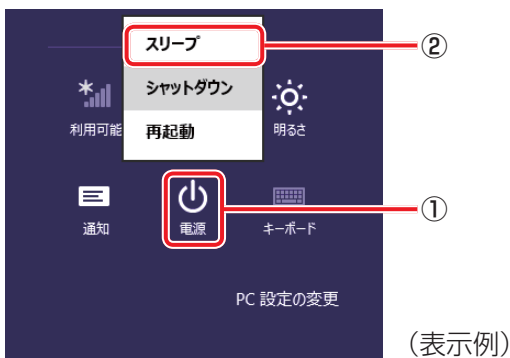 スリープ
②
シャットダウン
再起動
利用可能
明るさ
通知
電源
キーボード
①
PC 設定の変更
（表示例）